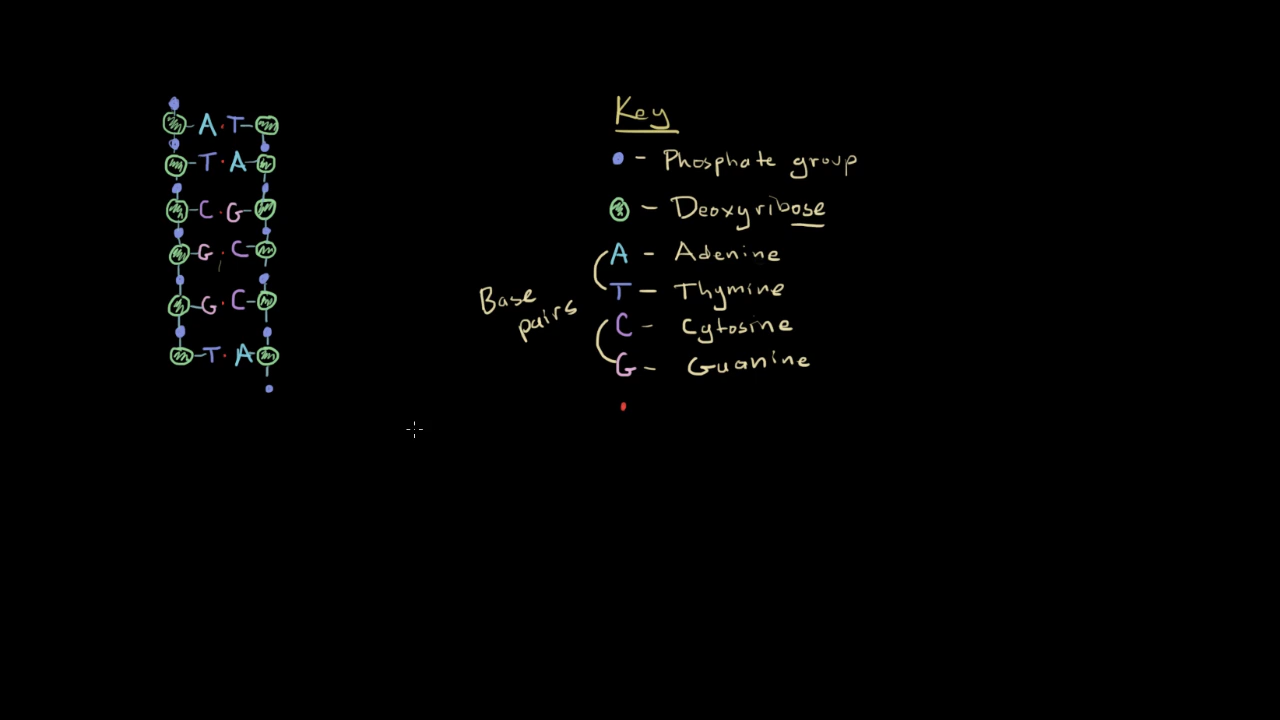 A · T
T · A
C · G
G · C
G · C
T · A
Key
- Phosphate group
- Deoxyribose
A - Adenine
T - Thymine
C - Cytosine
G - Guanine
Base
pairs